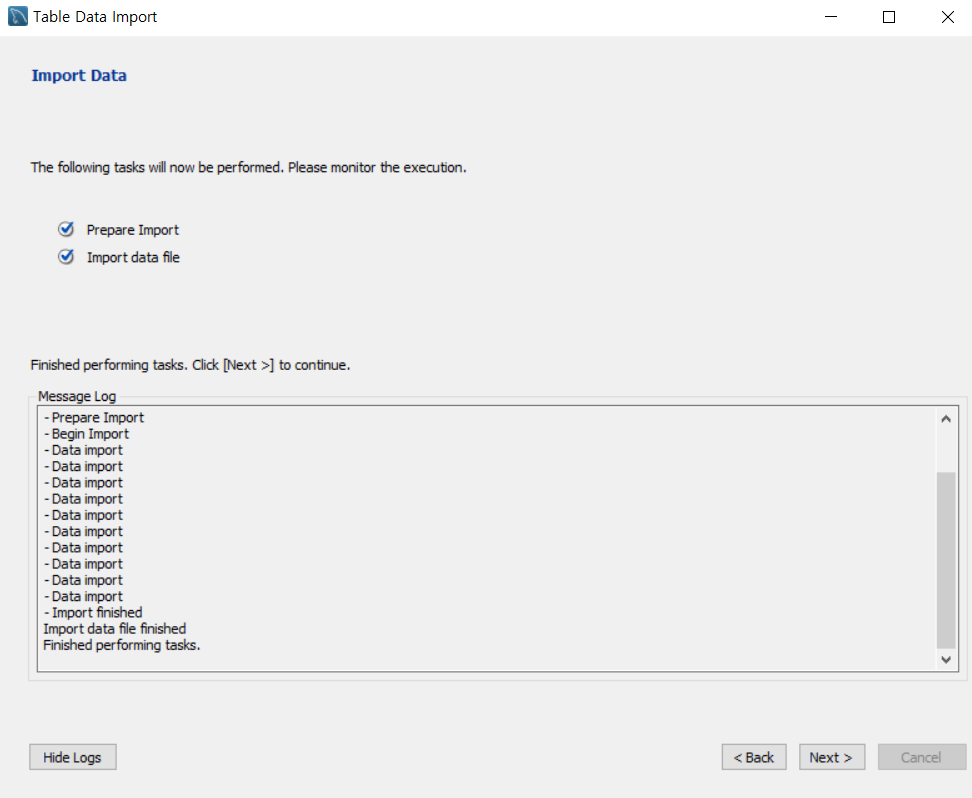 Table Data Import
Import Data
The following tasks will now be performed. Please monitor the execution.
Prepare Import
Import data file
Finished performing tasks. Click [Next >] to continue.
Message Log
- Prepare Import
- Begin Import
- Data import
- Data import
- Data import
- Data import
- Data import
- Data import
- Data import
- Data import
- Data import
- Data import
- Import finished
Import data file finished
Finished performing tasks.
Hide Logs
< Back
Next >
Cancel